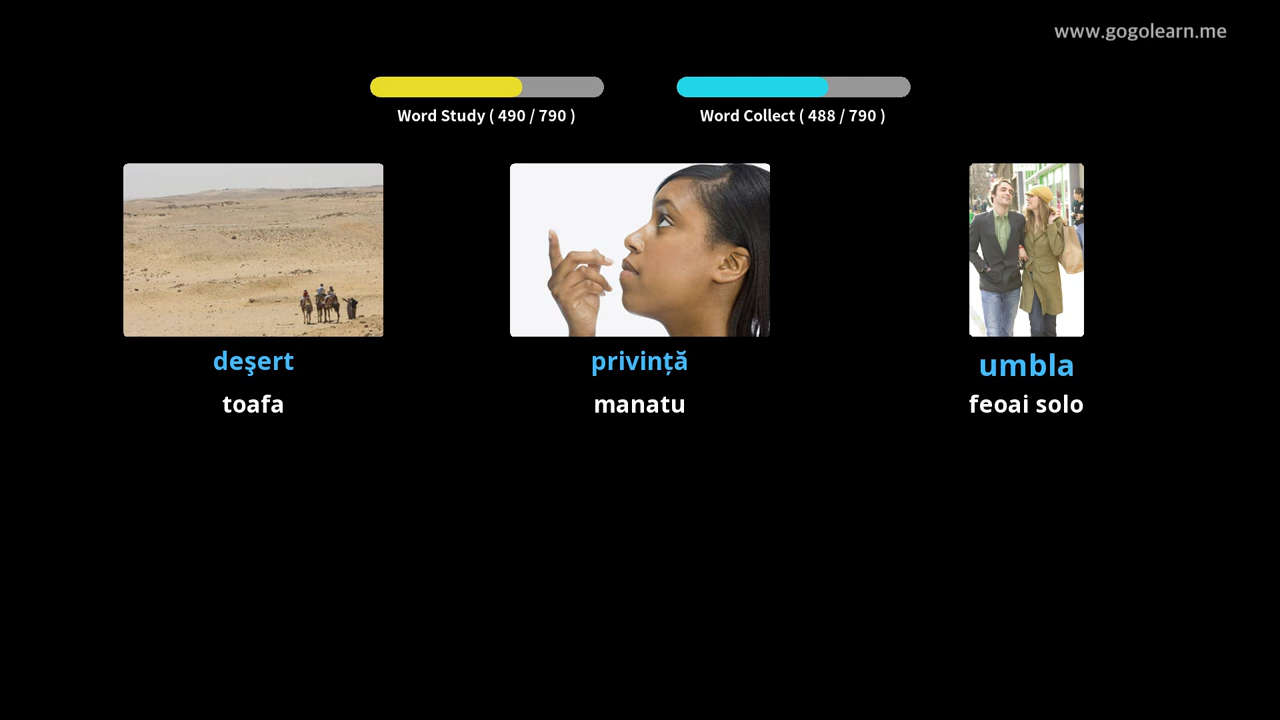 www.gogolearn.me
Word Study ( 490 / 790 )
Word Collect ( 488 / 790 )
deşert
privință
umbla
toafa
manatu
feoai solo